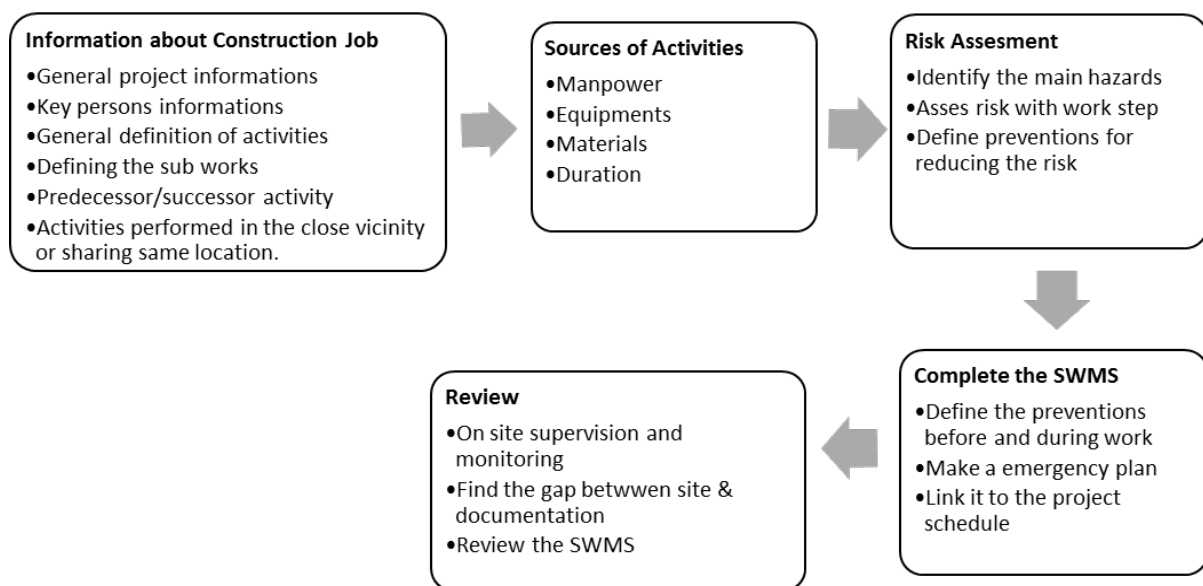 Information about Construction Job
•General project informations
•Key persons informations
•General definition of activities
•Defining the sub works
•Predecessor/successor activity
•Activities performed in the close vicinity
or sharing same location.
Sources of Activities
•Manpower
•Equipments
•Materials
•Duration
Risk Assesment
•Identify the main hazards
•Asses risk with work step
•Define preventions for
reducing the risk
Complete the SWMS
•Define the preventions
before and during work
•Make a emergency plan
•Link it to the project
schedule
Review
•On site supervision and
monitoring
•Find the gap betwwen site &
documentation
•Review the SWMS